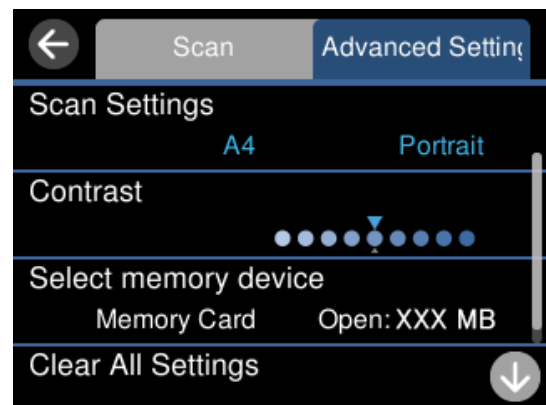 Scan
Advanced Setting
Scan Settings
A4 Portrait
Contrast
Select memory device
Memory Card Open: XXX MB
Clear All Settings